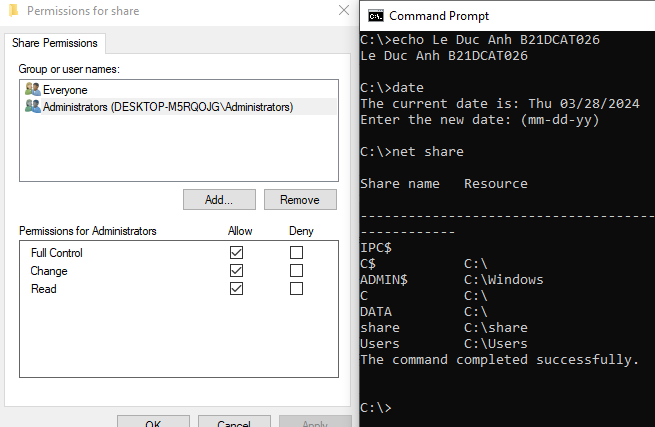 Permissions for share
Share Permissions
Group or user names:
Everyone
Administrators (DESKTOP-M5RQOJG\Administrators)
Add...
Remove
Permissions for Administrators Allow Deny
Full Control
Change
Read
OK
Cancel
Apply
Command Prompt
C:\>echo Le Duc Anh B21DCAT026
Le Duc Anh B21DCAT026
C:\>date
The current date is: Thu 03/28/2024
Enter the new date: (mm-dd-yy)
C:\>net share
Share name Resource
-------------------------------------
------------
IPC$
C$ C:\
ADMIN$ C:\Windows
C C:\
DATA C:\
share C:\share
Users C:\Users
The command completed successfully.
C:\>